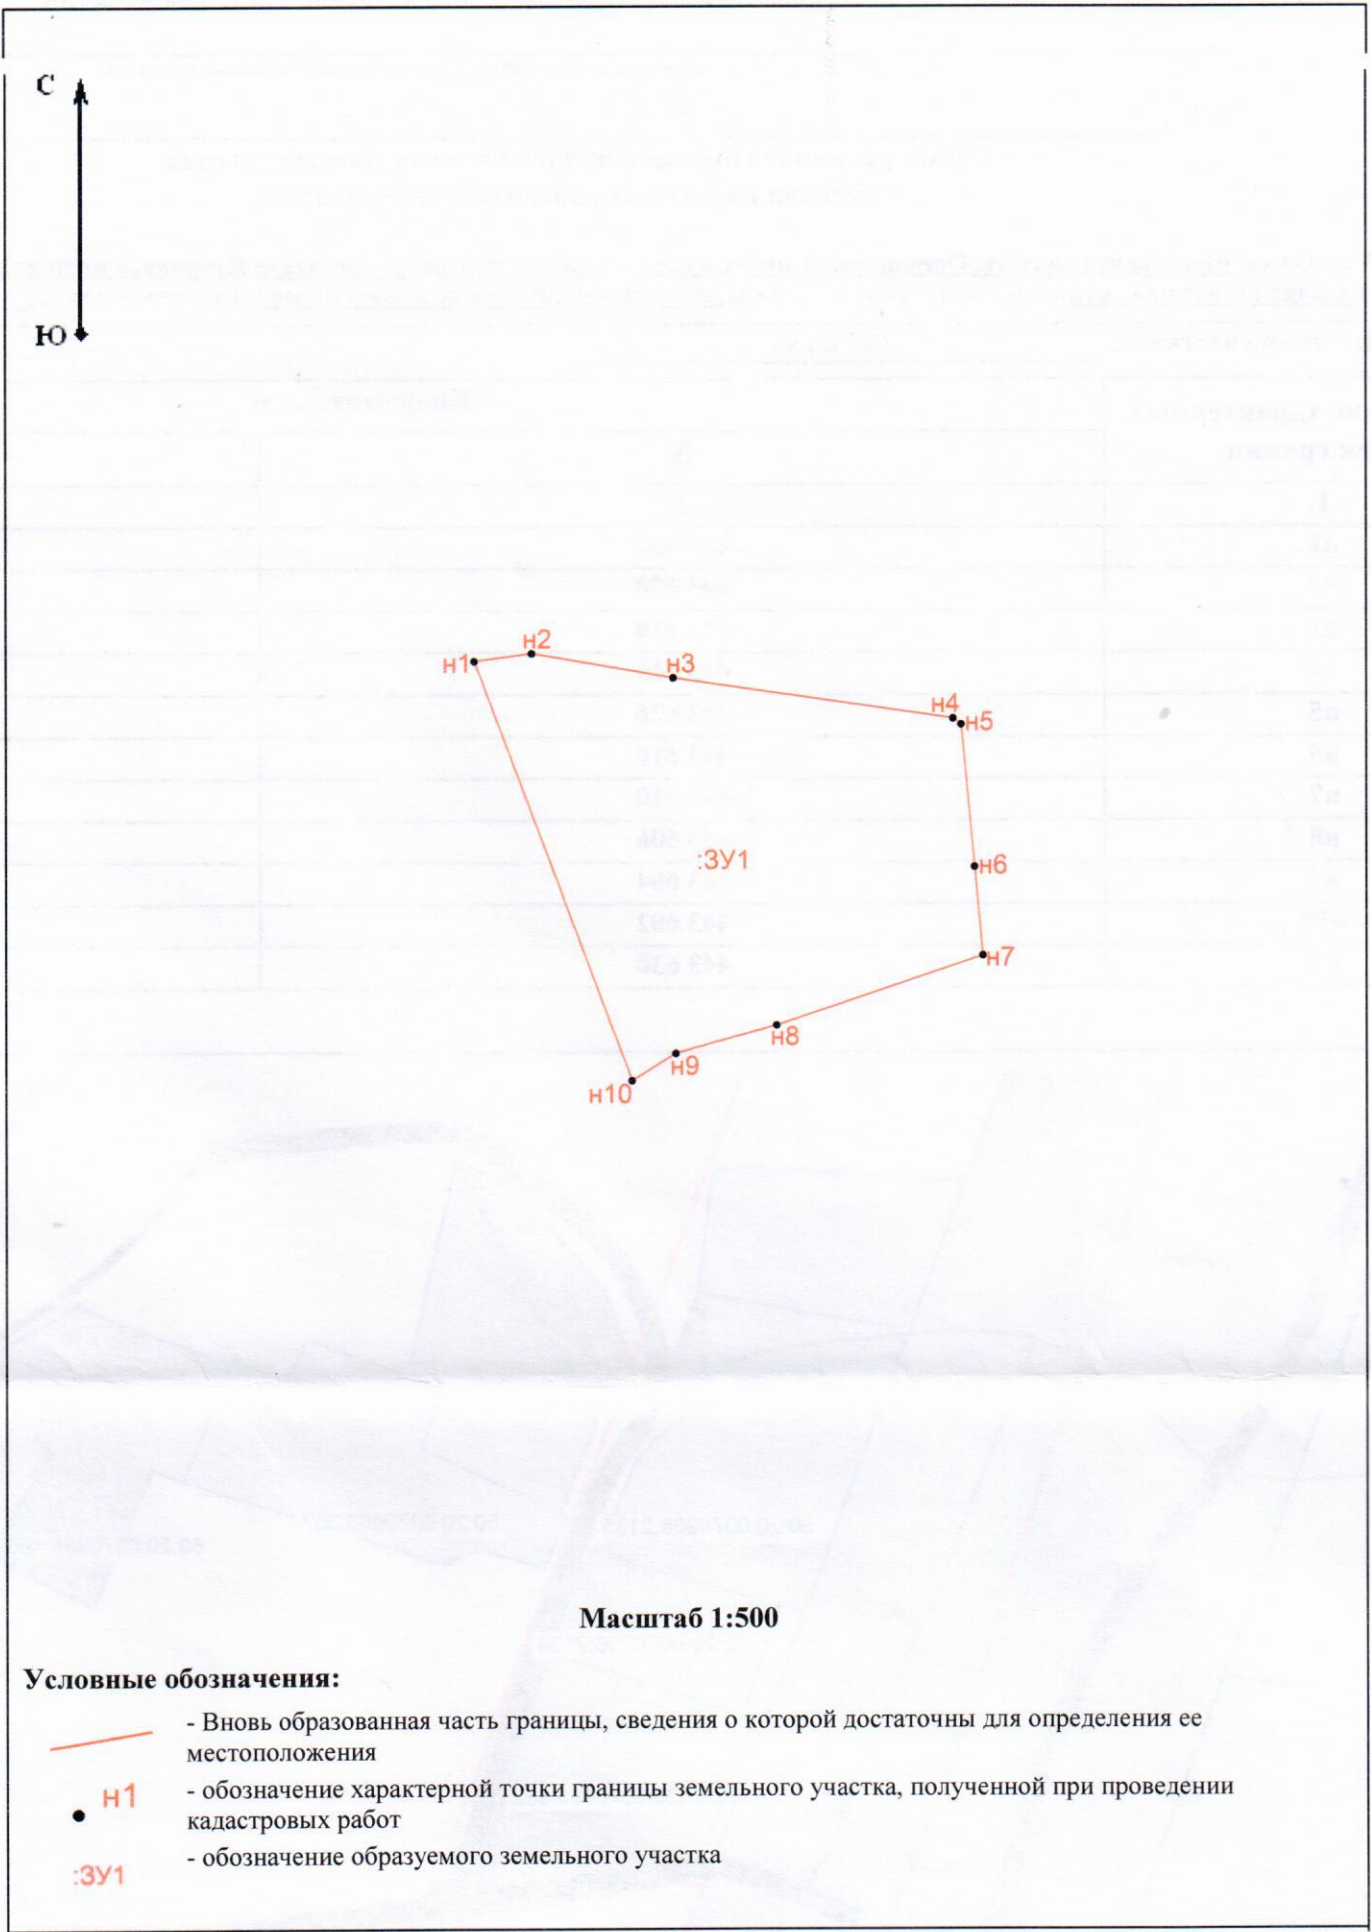 С
Ю
н1
н2
н3
н4
н5
:ЗУ1
н6
н7
н8
н9
н10
Масштаб 1:500
Условные обозначения:
- Вновь образованная часть границы, сведения о которой достаточны для определения ее
местоположения
н1
- обозначение характерной точки границы земельного участка, полученной при проведении
кадастровых работ
:ЗУ1
- обозначение образуемого земельного участка